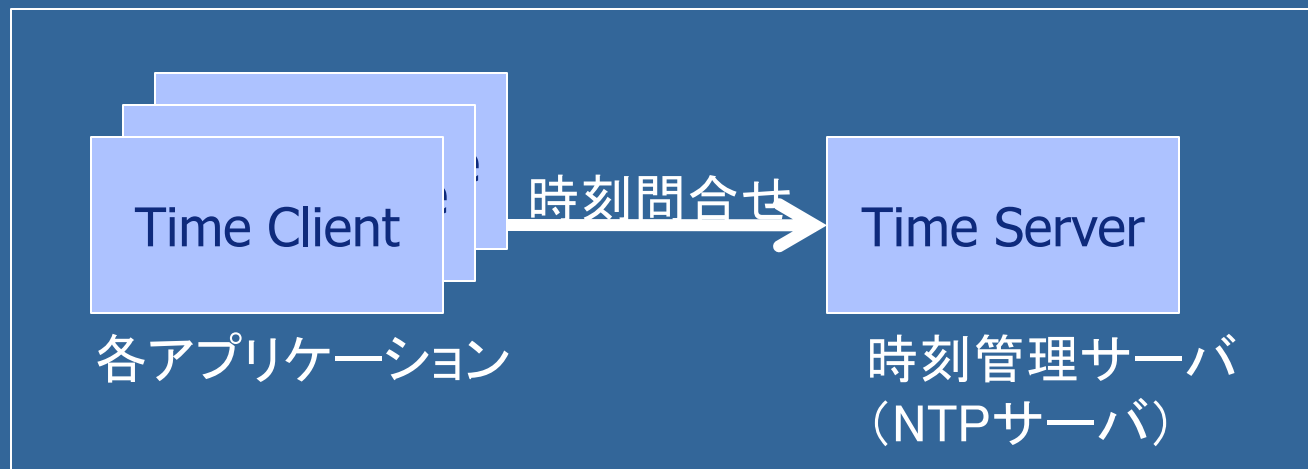 Time Client
時刻問合せ
Time Server
各アプリケーション
時刻管理サーバ
（NTPサーバ）